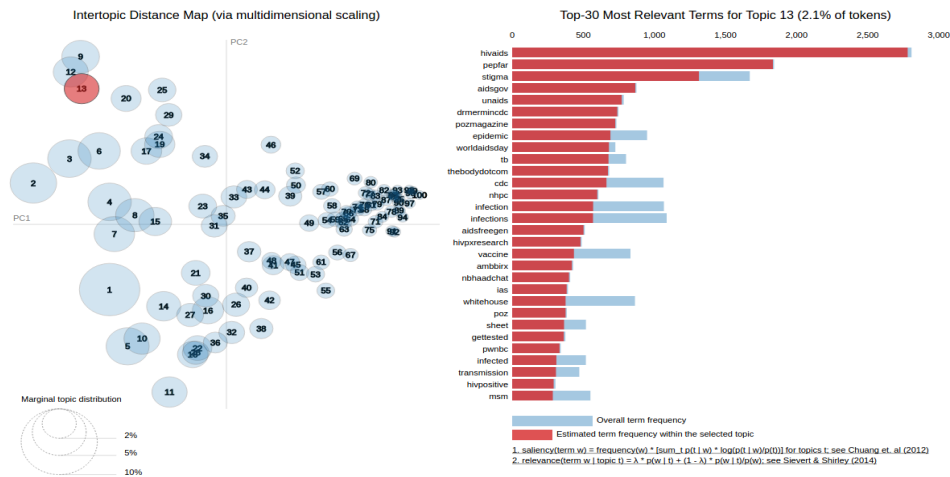 Intertopic Distance Map (via multidimensional scaling)
PC2
PC1
9
12
13
20
25
29
24
19
17
34
46
3
6
2
4
8
15
7
23
35
31
33
43
44
52
50
39
69
80
57
60
58
49
63
71
75
94
100
37
41
51
53
61
56
67
55
1
21
14
30
27
16
40
26
42
38
32
36
22
10
5
11
Marginal topic distribution
2%
5%
10%
Top-30 Most Relevant Terms for Topic 13 (2.1% of tokens)
0 500 1,000 1,500 2,000 2,500 3,000
hivaids
pepfar
stigma
aidsgov
unaids
drmermincdc
pozmagazine
epidemic
worldaidsday
tb
thebodydotcom
cdc
nhpc
infection
infections
aidsfreegen
hivpxresearch
vaccine
ambbirx
nbhaachat
ias
whitehouse
poz
sheet
gettested
pwnbc
infected
transmission
hivpositive
msm
Overall term frequency
Estimated term frequency within the selected topic
1. saliency(term w) = frequency(w) * [sum_t p(t | w) * log(p(t | w)/p(t))] for topics t; see Chuang et. al (2012)
2. relevance(term w | topic t) = λ * p(w | t) + (1 - λ) * p(w | t)/p(w); see Sievert & Shirley (2014)